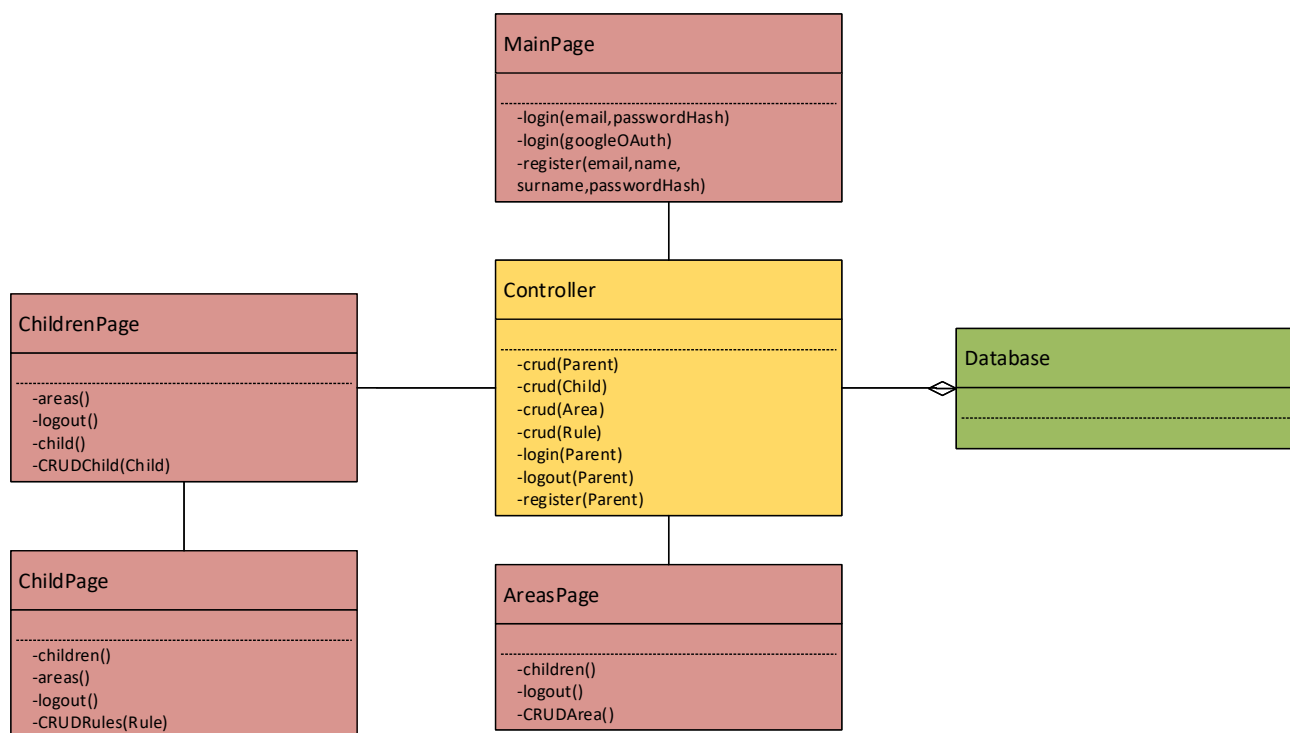 MainPage
-login(email,passwordHash)
-login(googleOAuth)
-register(email,name,
surname,passwordHash)
Controller
-crud(Parent)
-crud(Child)
-crud(Area)
-crud(Rule)
-login(Parent)
-logout(Parent)
-register(Parent)
ChildrenPage
-areas()
-logout()
-child()
-CRUDChild(Child)
Database
ChildPage
-children()
-areas()
-logout()
-CRUDRules(Rule)
AreasPage
-children()
-logout()
-CRUDArea()